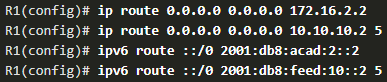 R1(config)# ip route 0.0.0.0 0.0.0.0 172.16.2.2
R1(config)# ip route 0.0.0.0 0.0.0.0 10.10.10.2 5
R1(config)# ipv6 route ::/0 2001:db8:acad:2::2
R1(config)# ipv6 route ::/0 2001:db8:feed:10::2 5